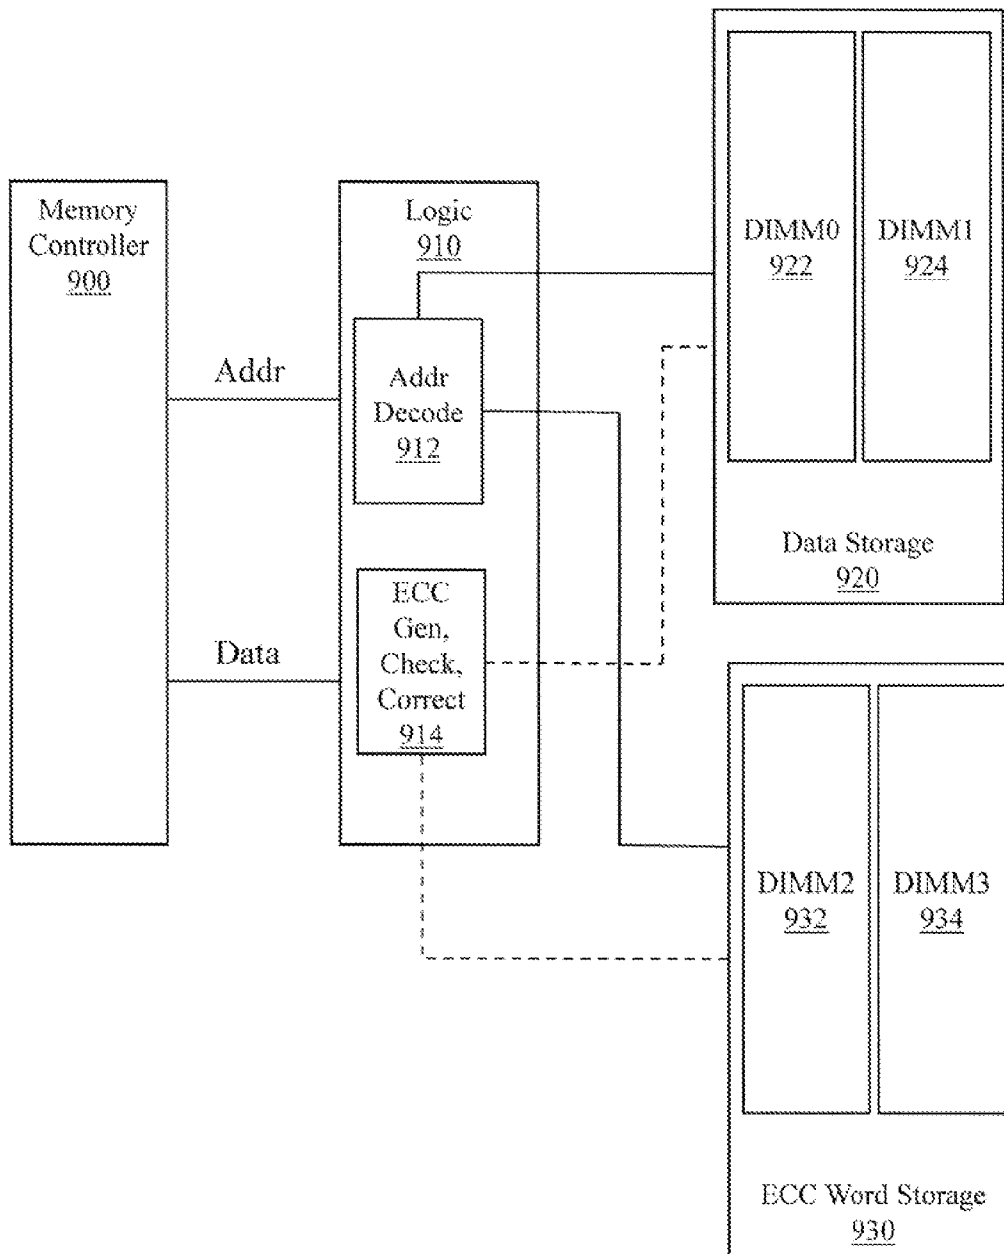 Memory
Controller
900
Addr
Data
Logic
910
Addr
Decode
912
ECC
Gen,
Check,
Correct
914
DIMM0
922
DIMM1
924
Data Storage
920
DIMM2
932
DIMM3
934
ECC Word Storage
930